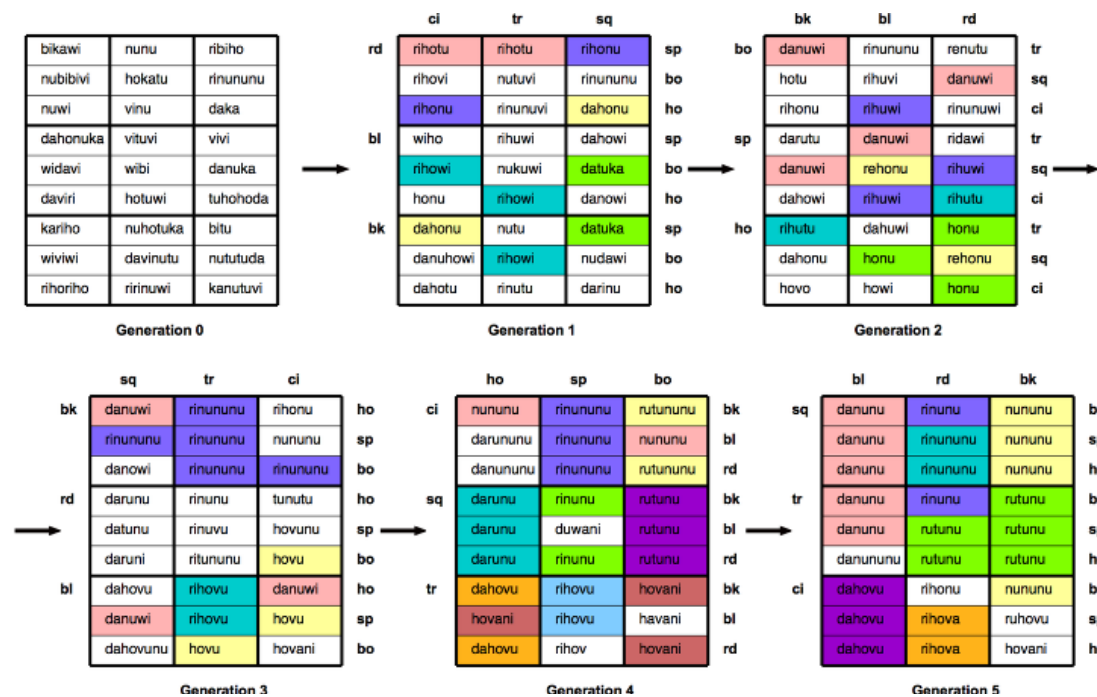 ci tr sq
bk bl rd
bikawi nunu ribiho
nubibivi hokatu rinununu
nuwi vinu daka
dahonuka vituvi vivi
widavi wibi danuka
daviri hotuwi tuhohoda
kariho nuhotuka bitu
wiviwi davinutu nututuda
rihoriho ririnuwi kanutuvi
Generation 0
rd rihotu rihotu rihonu sp
rihovi nutuvi rinununu bo
rihonu rinunuvi dahonu ho
bl wiho rihuwi dahowi sp
rihowi nukuwi datuka bo
honu rihowi danowi ho
bk dahonu nutu datuka sp
danuhowi rihowi nudawi bo
dahotu rinutu darinu ho
Generation 1
bo danuwi rinununu renutu tr
hotu rihuvi danuwi sq
rihonu rihuwi rinunuwi ci
sp darutu danuwi ridawi tr
danuwi rehonu rihuwi sq
dahowi rihuwi rihutu ci
ho rihutu dahuwi honu tr
dahonu honu rehonu sq
hovo howi honu ci
Generation 2
sq tr ci
bk danuwi rinununu rihonu ho
rinununu rinununu nununu sp
danowi rinununu rinununu bo
rd darunu rinunu tunutu ho
datunu rinuvu hovunu sp
daruni ritununu hovu bo
bl dahovu rihovu danuwi ho
danuwi rihovu hovu sp
dahovunu hovu hovani bo
Generation 3
ho sp bo
ci nununu rinununu rutununu bk
darununu rinununu nununu bl
danununu rinununu rutununu rd
sq darunu rinunu rutunu bk
darunu duwani rutunu bl
darunu rinunu rutunu rd
tr dahovu rihovu hovani bk
hovani rihovu havani bl
dahovu rihov hovani rd
Generation 4
bl rd bk
sq danunu rinunu nununu
danunu rinununu nununu
danunu rinununu nununu
tr danunu rinunu rutunu
danunu rutunu rutunu
danununu rutunu rutunu
ci dahovu rihonu nununu
dahovu rihova ruhovu
dahovu rihova hovani
Generation 5